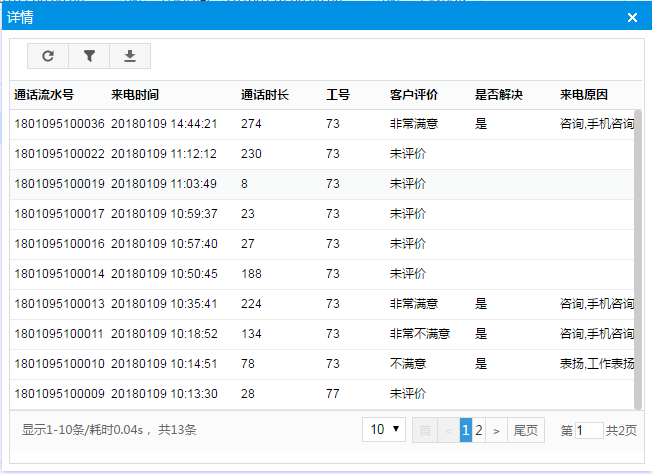 详情
通话流水号 来电时间 通话时长 工号 客户评价 是否解决 来电原因
1801095100036 20180109 14:44:21 274 73 非常满意 是 咨询,手机咨询
1801095100022 20180109 11:12:12 230 73 未评价
1801095100019 20180109 11:03:49 8 73 未评价
1801095100017 20180109 10:59:37 23 73 未评价
1801095100016 20180109 10:57:40 27 73 未评价
1801095100014 20180109 10:50:45 188 73 未评价
1801095100013 20180109 10:35:41 224 73 非常满意 是 咨询,手机咨询
1801095100011 20180109 10:18:52 134 73 非常不满意 是 咨询,手机咨询
1801095100010 20180109 10:14:51 78 73 不满意 是 表扬,工作表扬
1801095100009 20180109 10:13:30 28 77 未评价
显示1-10条/耗时0.04s ,共13条 10 首 < 1 2 > 尾页 第 1 共2页